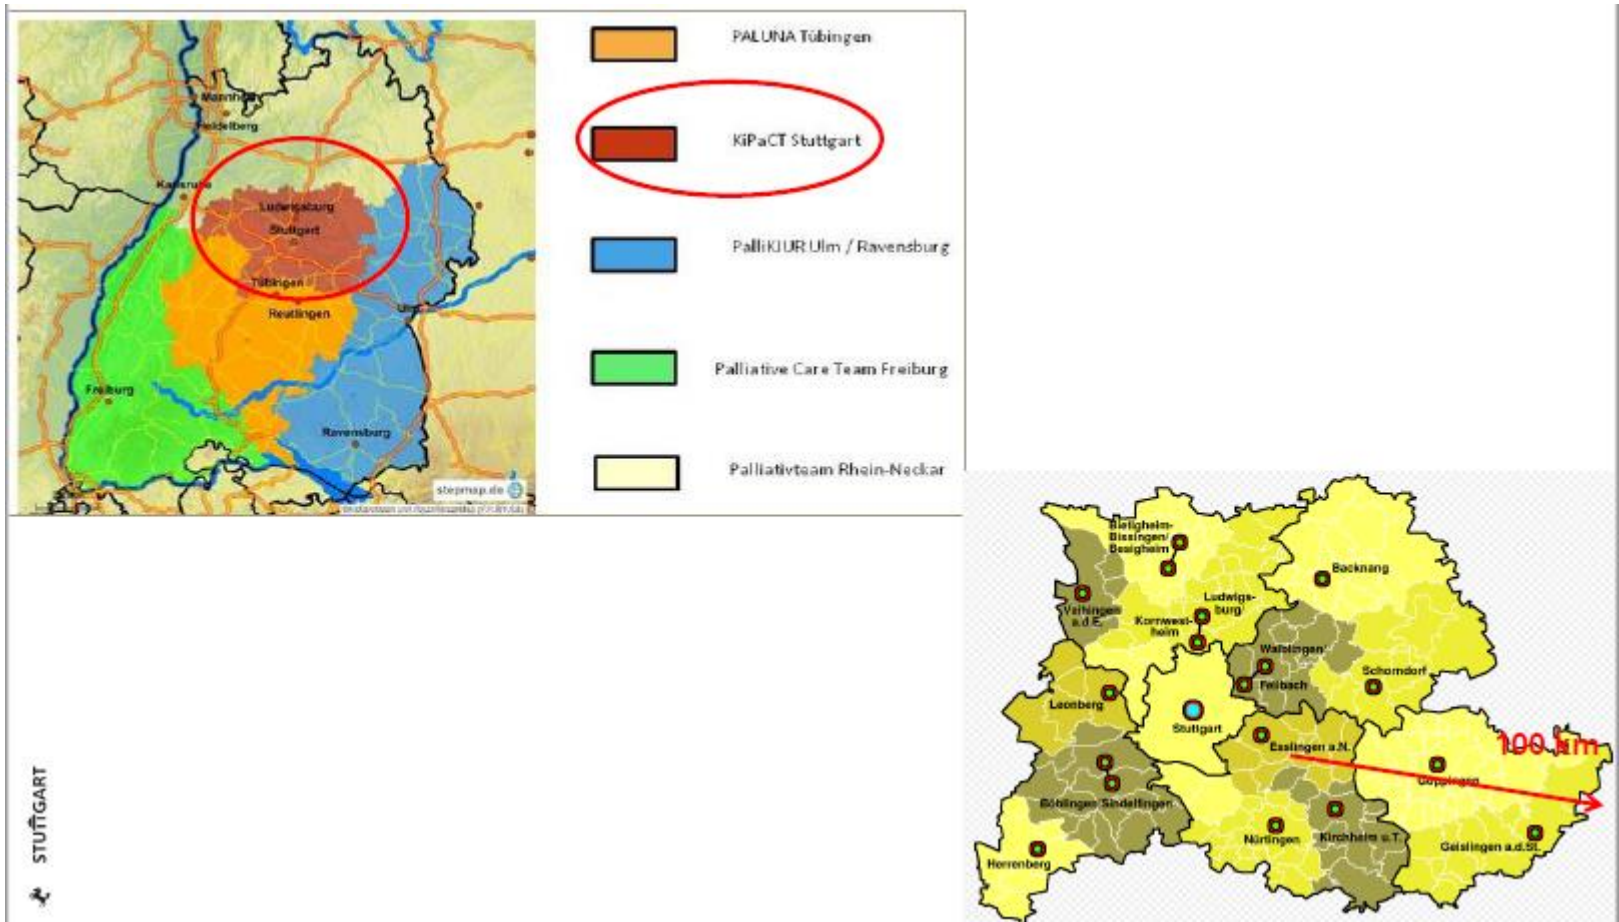 Mannheim
Heidelberg
Karlsruhe
Ludwigsburg
Stuttgart
Tübingen
Reutlingen
Ulm
Freiburg
Ravensburg
stepmap.de
PALUNA Tübingen
KiPaCT Stuttgart
PalliKJUR Ulm / Ravensburg
Palliative Care Team Freiburg
Palliativteam Rhein-Neckar
Bietigheim-
Bissingen/
Besigheim
Backnang
Vaihingen
a.d.E.
Ludwigs-
burg/
Kornwest-
heim
Waiblingen/
Fellbach
Schorndorf
Leonberg
Stuttgart
Esslingen a.N.
100 km
Göppingen
Böblingen Sindelfingen
Nürtingen
Kirchheim u.T.
Geislingen a.d.St.
Herrenberg
STUTTGART